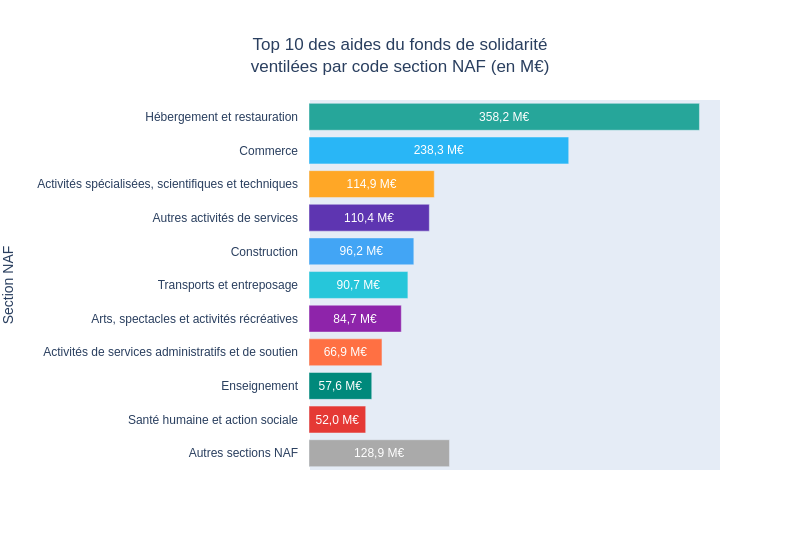 Top 10 des aides du fonds de solidarité
ventilées par code section NAF (en M€)
Section NAF
Hébergement et restauration 358,2 M€
Commerce 238,3 M€
Activités spécialisées, scientifiques et techniques 114,9 M€
Autres activités de services 110,4 M€
Construction 96,2 M€
Transports et entreposage 90,7 M€
Arts, spectacles et activités récréatives 84,7 M€
Activités de services administratifs et de soutien 66,9 M€
Enseignement 57,6 M€
Santé humaine et action sociale 52,0 M€
Autres sections NAF 128,9 M€